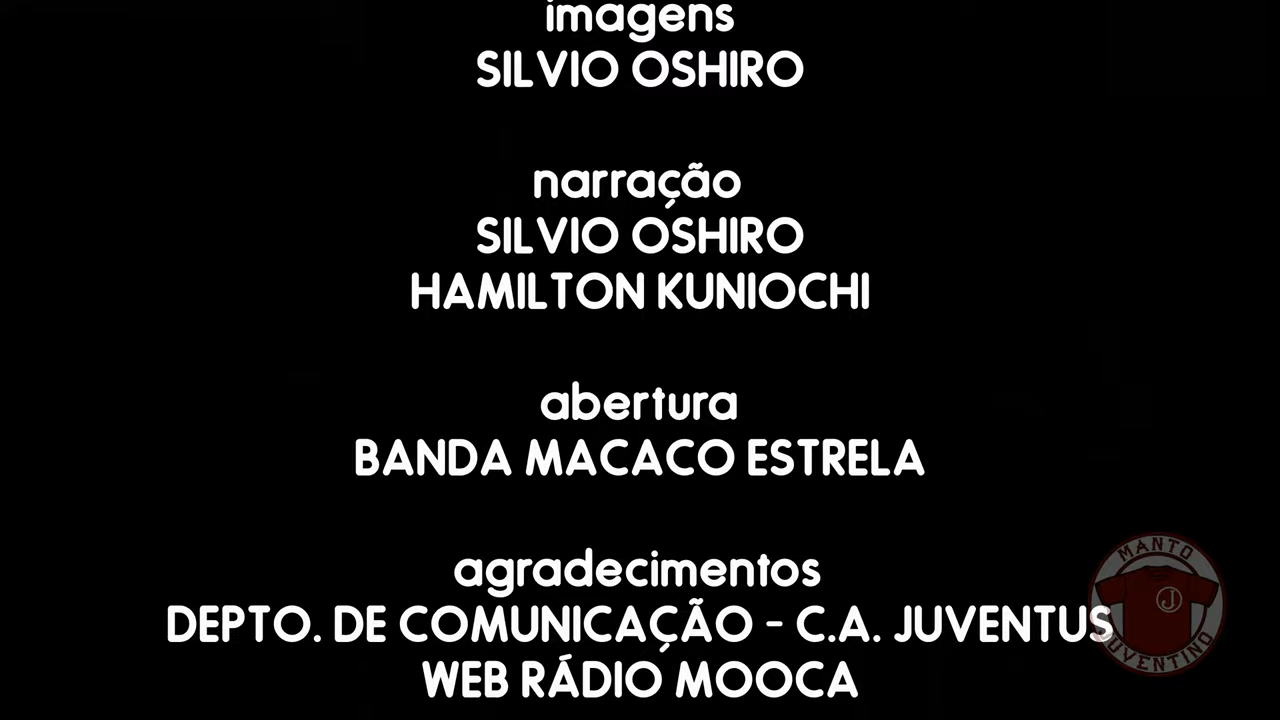 imagens
SILVIO OSHIRO
narração
SILVIO OSHIRO
HAMILTON KUNIOCHI
abertura
BANDA MACACO ESTRELA
agradecimentos
DEPTO. DE COMUNICAÇÃO - C.A. JUVENTUS
WEB RÁDIO MOOCA
MANTO
J
JUVENTINO